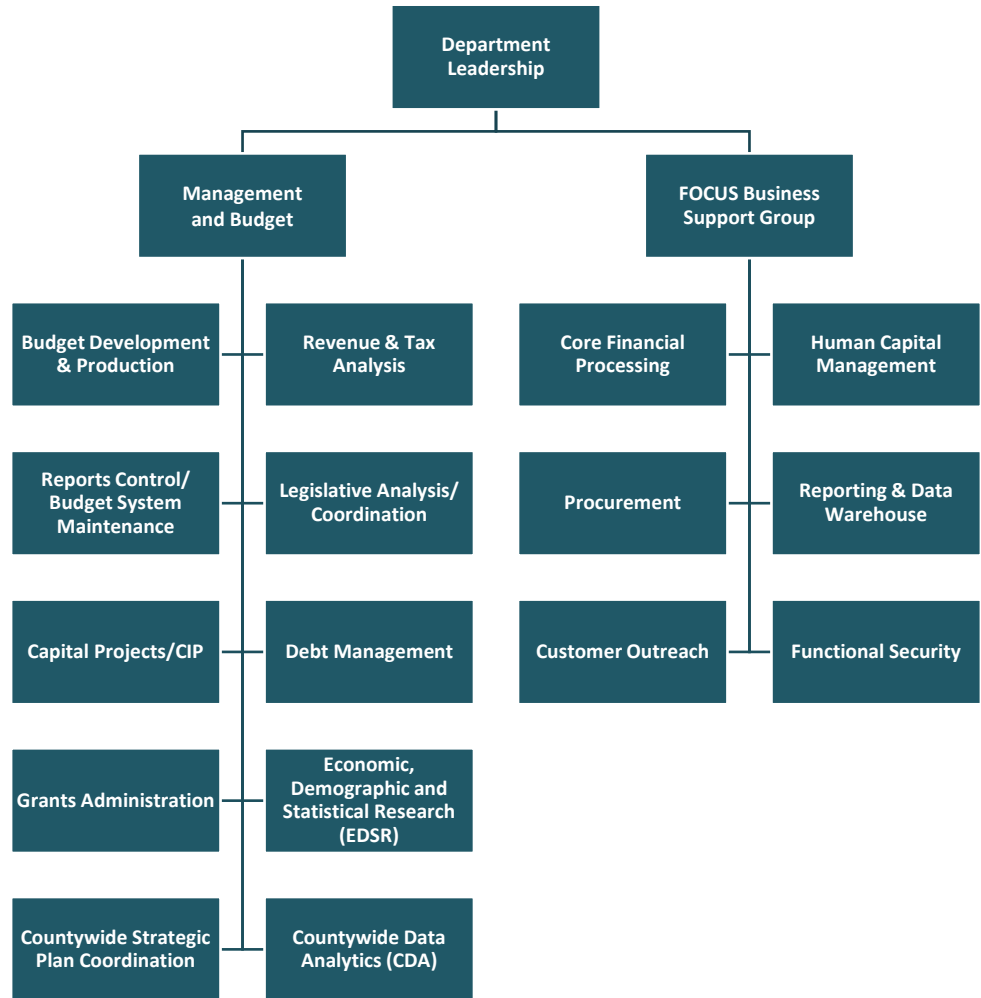 Department
Leadership
Management
and Budget
FOCUS Business
Support Group
Budget Development
& Production
Revenue & Tax
Analysis
Core Financial
Processing
Human Capital
Management
Reports Control/
Budget System
Maintenance
Legislative Analysis/
Coordination
Procurement
Reporting & Data
Warehouse
Capital Projects/CIP
Debt Management
Customer Outreach
Functional Security
Grants Administration
Economic,
Demographic and
Statistical Research
(EDSR)
Countywide Strategic
Plan Coordination
Countywide Data
Analytics (CDA)